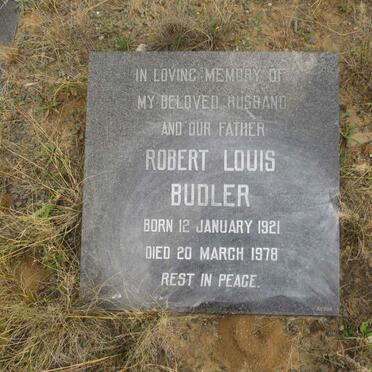 IN LOVING MEMORY OF
MY BELOVED HUSBAND
AND OUR FATHER
ROBERT LOUIS
BUDLER
BORN 12 JANUARY 1921
DIED 20 MARCH 1978
REST IN PEACE.